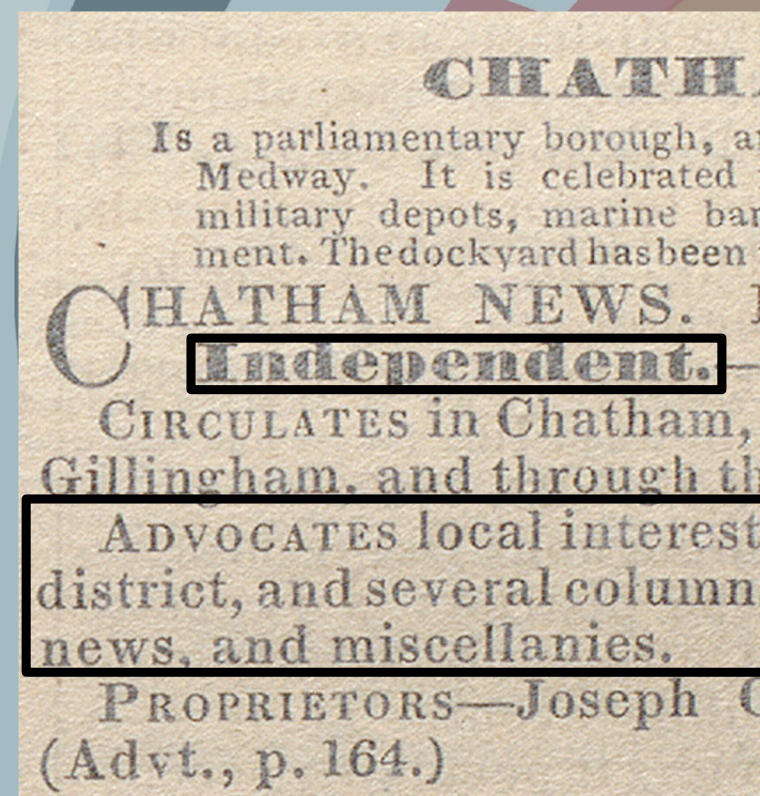 CHATH
Is a parliamentary borough, a
Medway. It is celebrated
military depots, marine bar
ment. The dockyard has been
CHATHAM NEWS.
Independent.—
CIRCULATES in Chatham,
Gillingham, and through th
ADVOCATES local interest
district, and several column
news, and miscellanies.
PROPRIETORS—Joseph
(Advt., p. 164.)